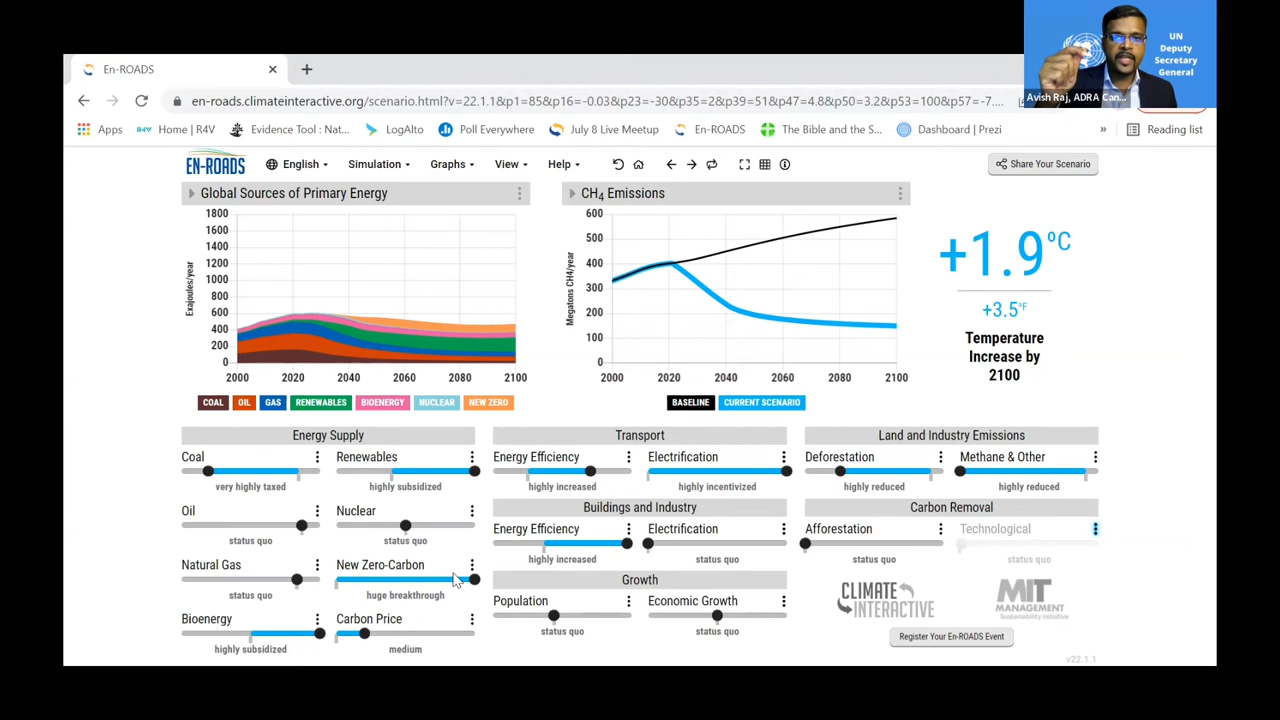 En-ROADS
en-roads.climateinteractive.org/scenario.html?v=22.1.1&p1=85&p16=-0.03&p23=-30&p35=2&p39=51&p47=4.8&p50=3.2&p53=100&p57=-7....
Apps
R4V Home | R4V
Evidence Tool : Nat...
LogAlto
Poll Everywhere
July 8 Live Meetup
En-ROADS
The Bible and the S...
Dashboard | Prezi
»
Reading list
UN
Deputy
Secretary
General
Avish Raj, ADRA Can...
EN-ROADS
English
Simulation
Graphs
View
Help
Share Your Scenario
Global Sources of Primary Energy
1800
1600
1400
1200
1000
800
600
400
200
0
Exajoules/year
2000 2020 2040 2060 2080 2100
COAL OIL GAS RENEWABLES BIOENERGY NUCLEAR NEW ZERO
CH4 Emissions
600
500
400
300
200
100
0
Megatons CH4/year
2000 2020 2040 2060 2080 2100
BASELINE CURRENT SCENARIO
+1.9ºC
+3.5°F
Temperature
Increase by
2100
Energy Supply
Coal
very highly taxed
Renewables
highly subsidized
Oil
status quo
Nuclear
status quo
Natural Gas
status quo
New Zero-Carbon
huge breakthrough
Bioenergy
highly subsidized
Carbon Price
medium
Transport
Energy Efficiency
highly increased
Electrification
highly incentivized
Buildings and Industry
Energy Efficiency
highly increased
Electrification
status quo
Growth
Population
status quo
Economic Growth
status quo
Land and Industry Emissions
Deforestation
highly reduced
Methane & Other
highly reduced
Carbon Removal
Afforestation
status quo
Technological
status quo
CLIMATE
INTERACTIVE
MIT
MANAGEMENT
Sustainability Initiative
Register Your En-ROADS Event
v22.1.1